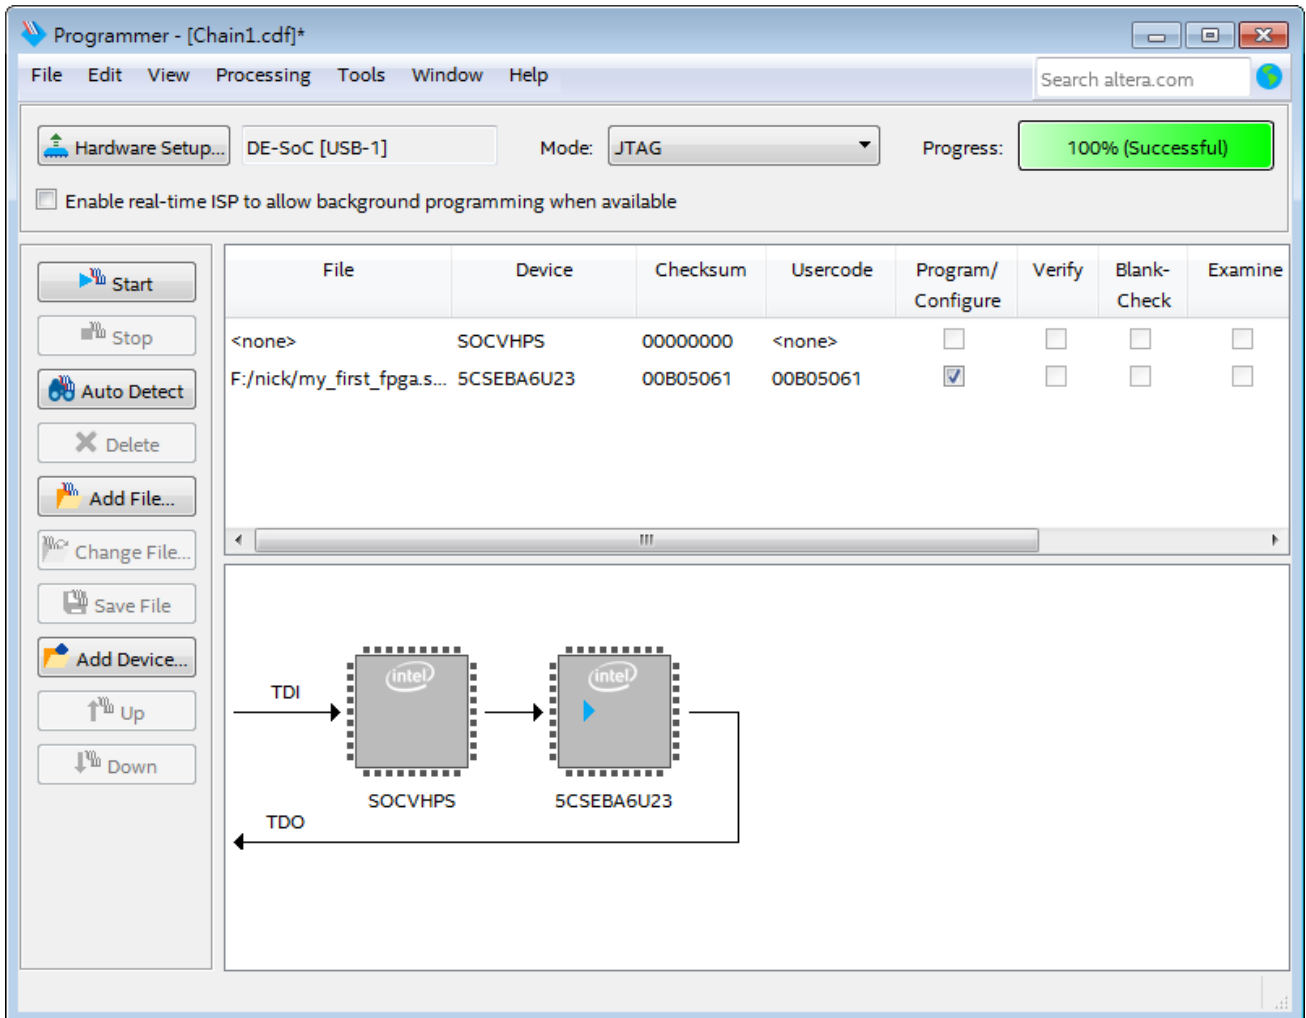 Programmer - [Chain1.cdf]*
File Edit View Processing Tools Window Help Search altera.com
Hardware Setup... DE-SoC [USB-1] Mode: JTAG Progress: 100% (Successful)
Enable real-time ISP to allow background programming when available
Start
Stop
Auto Detect
Delete
Add File...
Change File...
Save File
Add Device...
Up
Down
File Device Checksum Usercode Program/ Verify Blank- Examine
Configure Check
<none> SOCVHPS 00000000 <none>
F:/nick/my_first_fpga.s... 5CSEBA6U23 00B05061 00B05061
intel intel
TDI
SOCVHPS 5CSEBA6U23
TDO